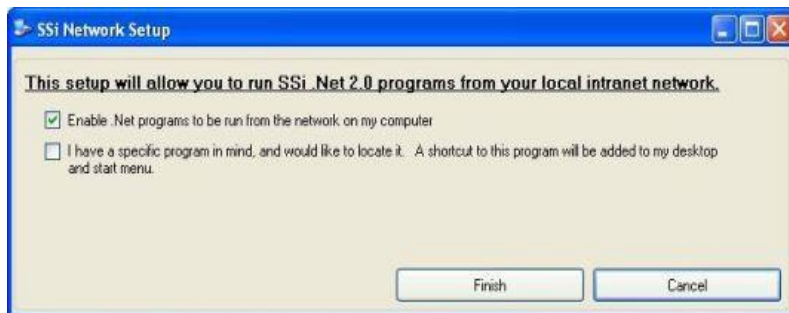 SSi Network Setup
This setup will allow you to run SSi .Net 2.0 programs from your local intranet network.
Enable .Net programs to be run from the network on my computer
I have a specific program in mind, and would like to locate it. A shortcut to this program will be added to my desktop
and start menu.
Finish Cancel